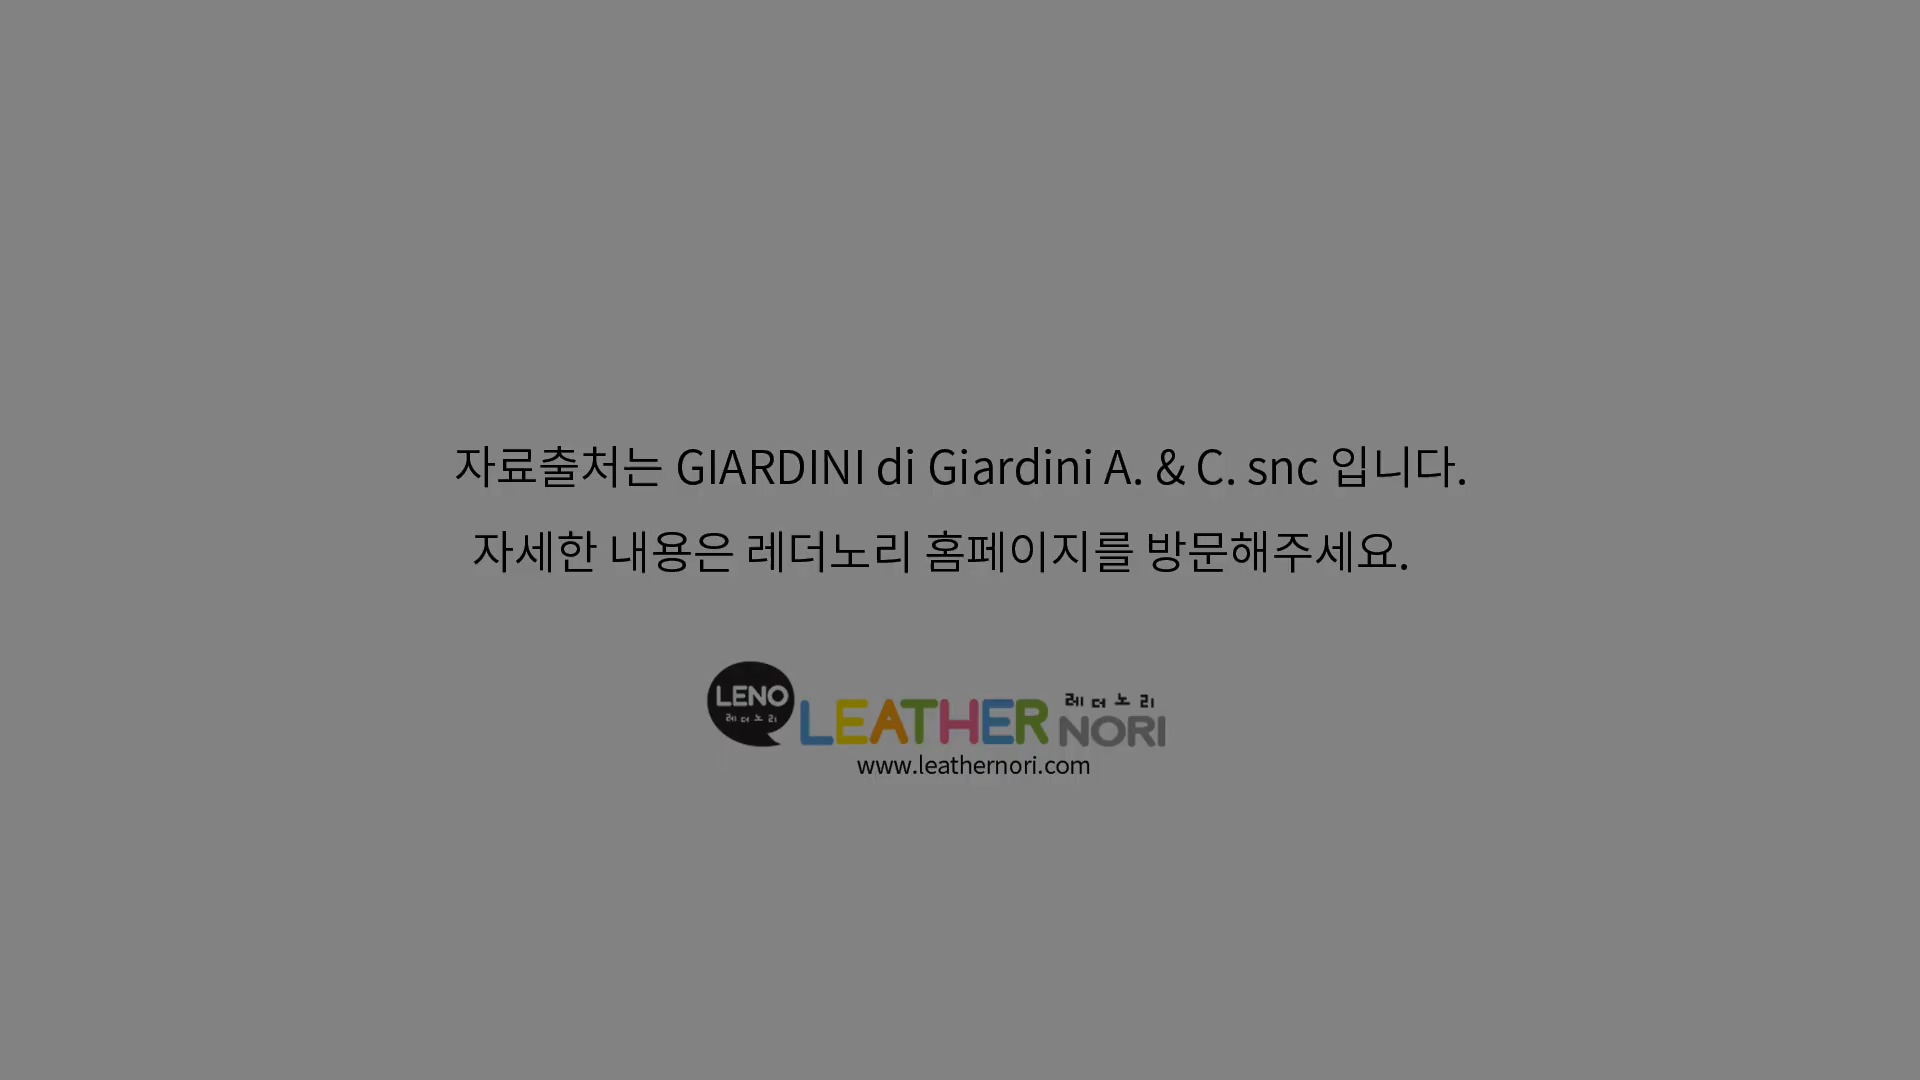 자료출처는 GIARDINI di Giardini A. & C. snc 입니다.
자세한 내용은 레더노리 홈페이지를 방문해주세요.
LENO
레더노리
LEATHER NORI
레더노리
www.leathernori.com